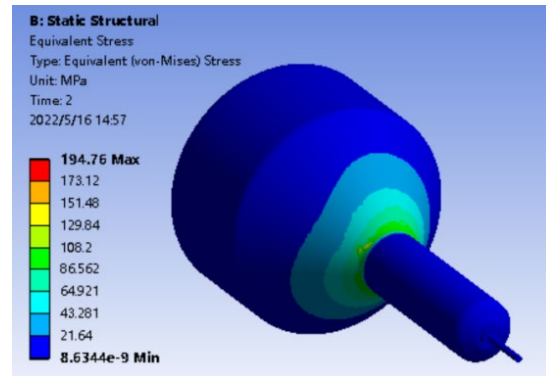 B: Static Structural
Equivalent Stress
Type: Equivalent (von-Mises) Stress
Unit: MPa
Time: 2
2022/5/16 14:57
194.76 Max
173.12
151.48
129.84
108.2
86.562
64.921
43.281
21.64
8.6344e-9 Min